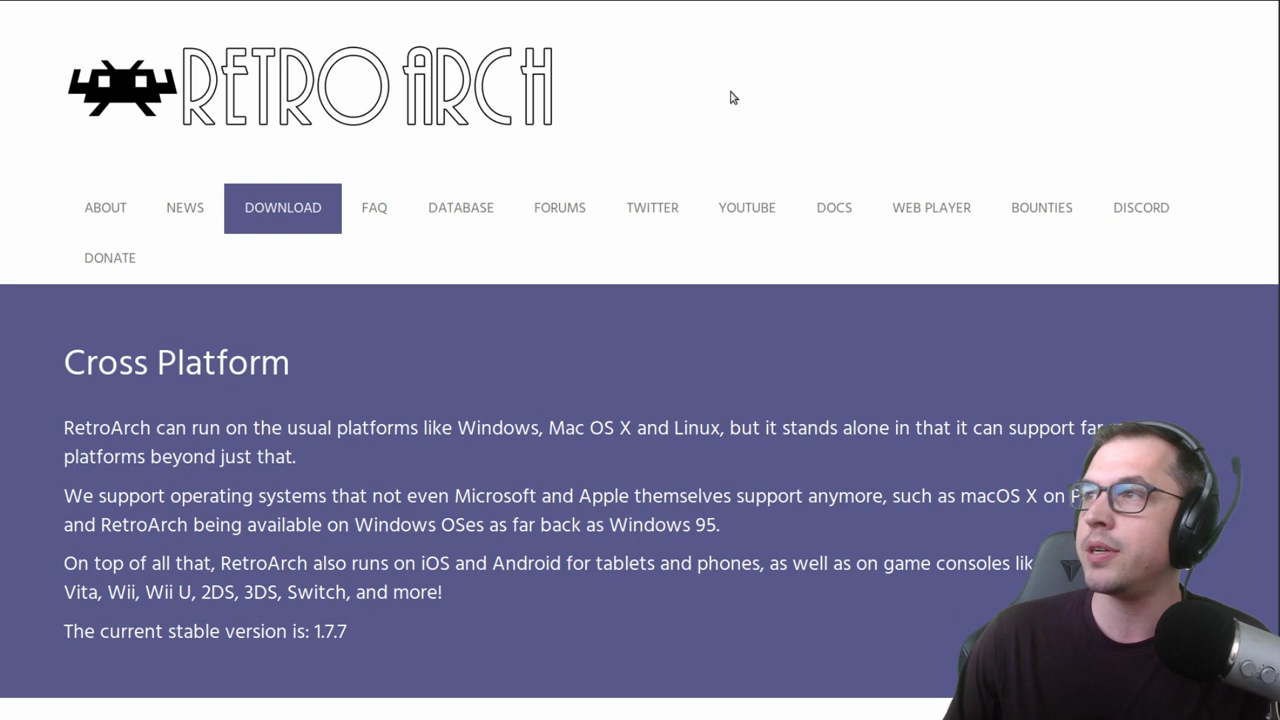 RETRO ARCH
ABOUT NEWS DOWNLOAD FAQ DATABASE FORUMS TWITTER YOUTUBE DOCS WEB PLAYER BOUNTIES DISCORD
DONATE
Cross Platform
RetroArch can run on the usual platforms like Windows, Mac OS X and Linux, but it stands alone in that it can support far
platforms beyond just that.
We support operating systems that not even Microsoft and Apple themselves support anymore, such as macOS X on
and RetroArch being available on Windows OSes as far back as Windows 95.
On top of all that, RetroArch also runs on iOS and Android for tablets and phones, as well as on game consoles
Vita, Wii, Wii U, 2DS, 3DS, Switch, and more!
The current stable version is: 1.7.7